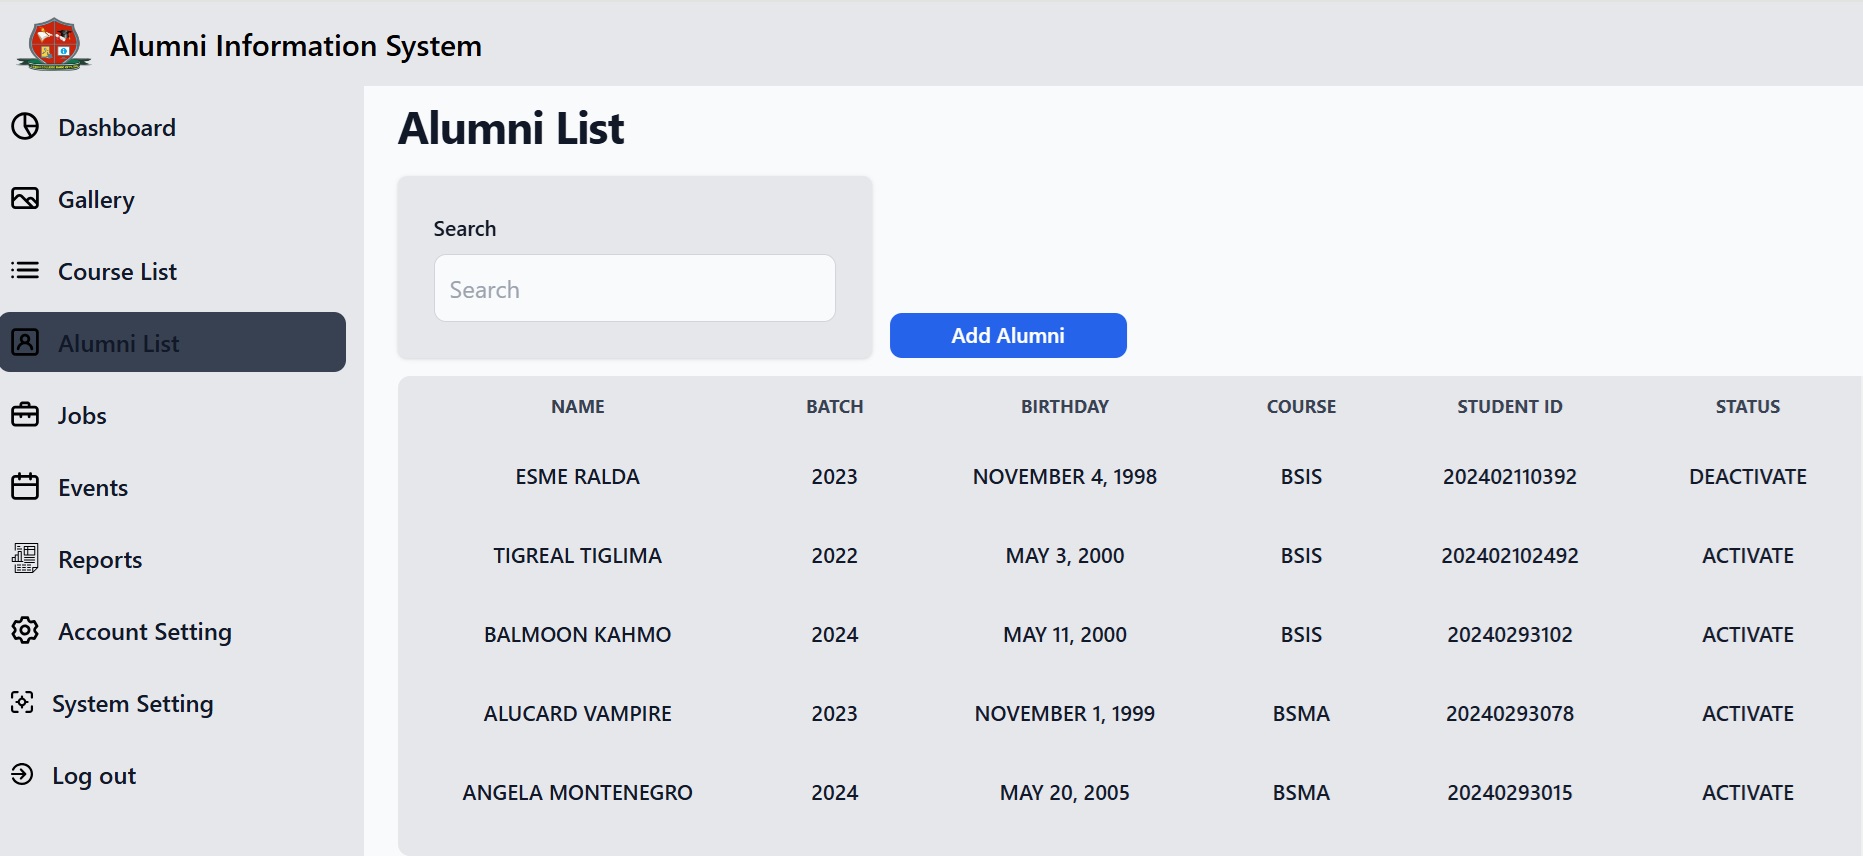 Alumni Information System
Dashboard
Gallery
Course List
Alumni List
Jobs
Events
Reports
Account Setting
System Setting
Log out
Alumni List
Search
Search
Add Alumni
NAME BATCH BIRTHDAY COURSE STUDENT ID STATUS
ESME RALDA 2023 NOVEMBER 4, 1998 BSIS 202402110392 DEACTIVATE
TIGREAL TIGLIMA 2022 MAY 3, 2000 BSIS 202402102492 ACTIVATE
BALMOON KAHMO 2024 MAY 11, 2000 BSIS 20240293102 ACTIVATE
ALUCARD VAMPIRE 2023 NOVEMBER 1, 1999 BSMA 20240293078 ACTIVATE
ANGELA MONTENEGRO 2024 MAY 20, 2005 BSMA 20240293015 ACTIVATE